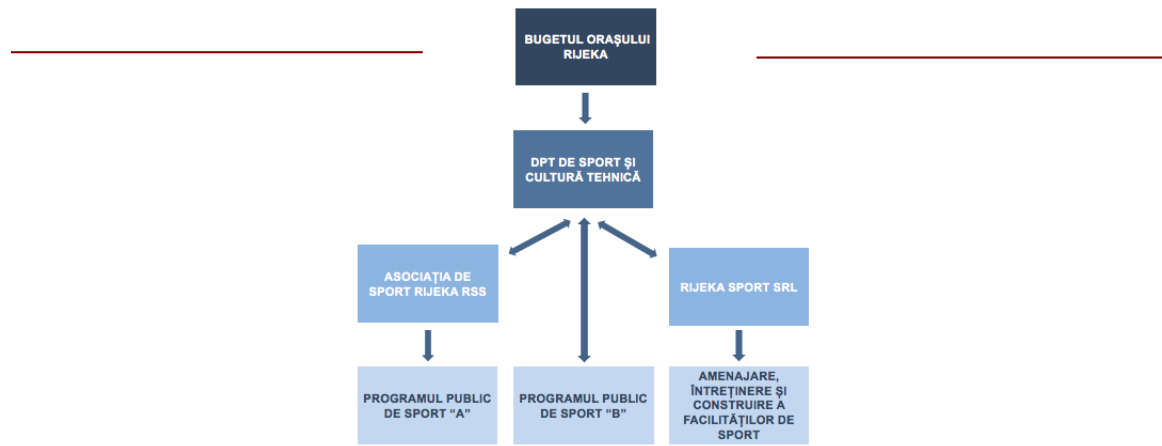 BUGETUL ORAȘULUI
RIJEKA
DPT DE SPORT ȘI
CULTURĂ TEHNICĂ
ASOCIAȚIA DE
SPORT RIJEKA RSS
RIJEKA SPORT SRL
PROGRAMUL PUBLIC
DE SPORT “A”
PROGRAMUL PUBLIC
DE SPORT “B”
AMENAJARE,
ÎNTREȚINERE ȘI
CONSTRUIRE A
FACILITĂȚILOR DE
SPORT